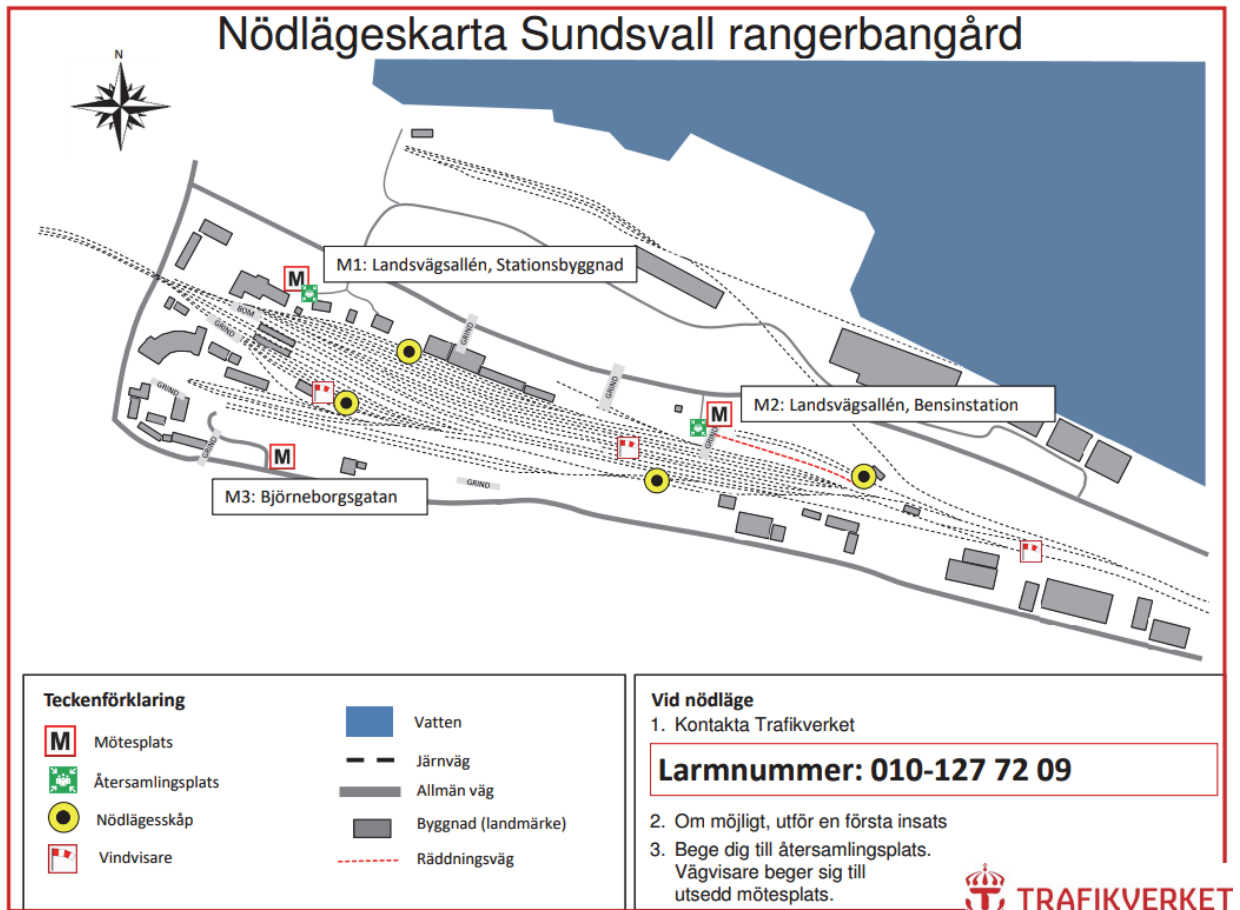 Nödlägeskarta Sundsvall rangerbangård
N
M1: Landsvägsallén, Stationsbyggnad
M
BOM
GRIND
GRIND
GRIND
GRIND
M2: Landsvägsallén, Bensinstation
M
GRIND
GRIND
M
GRIND
M3: Björneborgsgatan
Teckenförklaring
M Mötesplats
Återsamlingsplats
Nödlägesskåp
Vindvisare
Vatten
Järnväg
Allmän väg
Byggnad (landmärke)
Räddningsväg
Vid nödläge
1. Kontakta Trafikverket
Larmnummer: 010-127 72 09
2. Om möjligt, utför en första insats
3. Bege dig till återsamlingsplats.
Vägvisare beger sig till
utsedd mötesplats.
TRAFIKVERKET